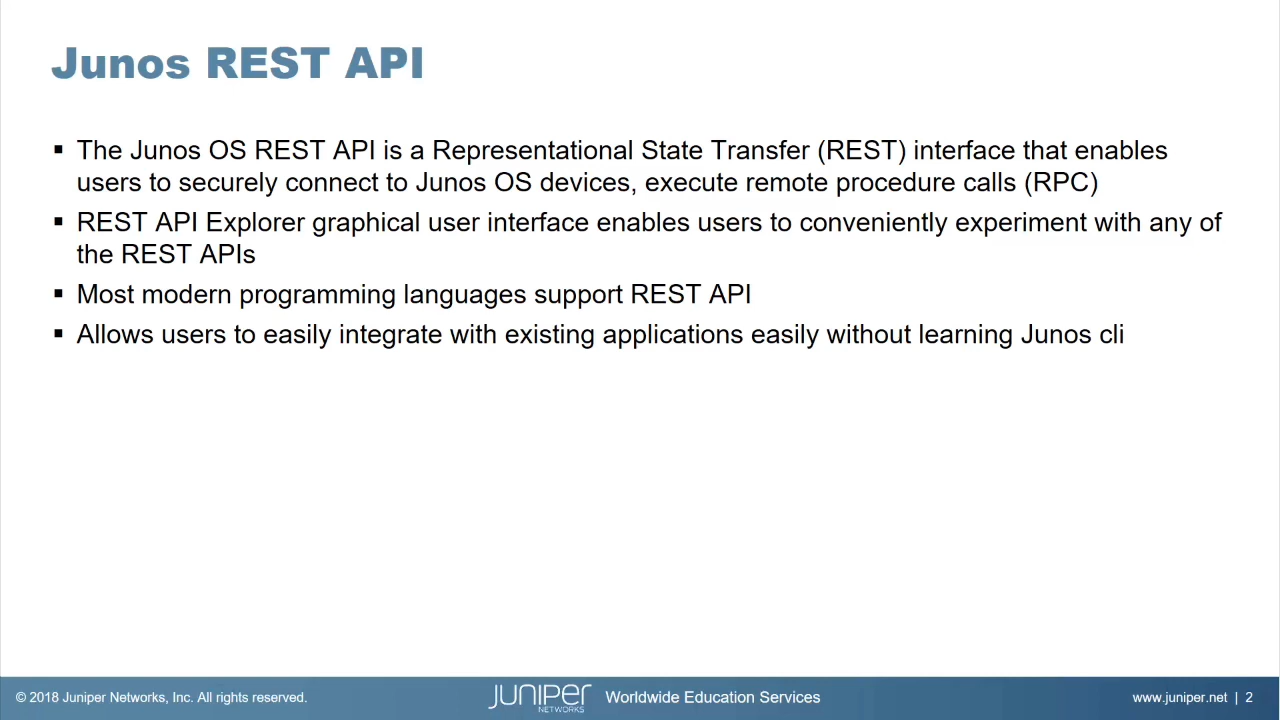 Junos REST API
▪ The Junos OS REST API is a Representational State Transfer (REST) interface that enables
users to securely connect to Junos OS devices, execute remote procedure calls (RPC)
▪ REST API Explorer graphical user interface enables users to conveniently experiment with any of
the REST APIs
▪ Most modern programming languages support REST API
▪ Allows users to easily integrate with existing applications easily without learning Junos cli
© 2018 Juniper Networks, Inc. All rights reserved.
JUNIPER
NETWORKS
Worldwide Education Services
www.juniper.net | 2